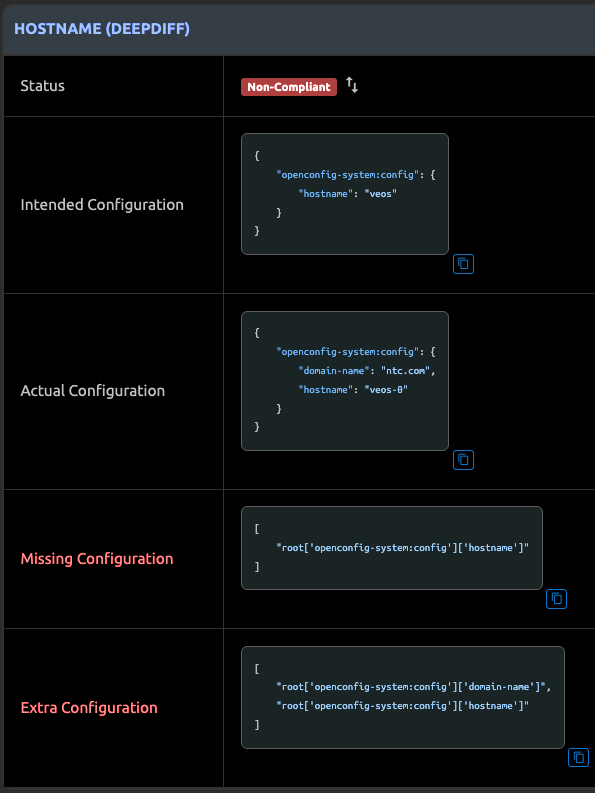 HOSTNAME (DEEPDIFF)
Status
Non-Compliant
Intended Configuration
{
    "openconfig-system:config": {
        "hostname": "veos"
    }
}
Actual Configuration
{
    "openconfig-system:config": {
        "domain-name": "ntc.com",
        "hostname": "veos-0"
    }
}
Missing Configuration
[
    "root['openconfig-system:config']['hostname']"
]
Extra Configuration
[
    "root['openconfig-system:config']['domain-name']",
    "root['openconfig-system:config']['hostname']"
]